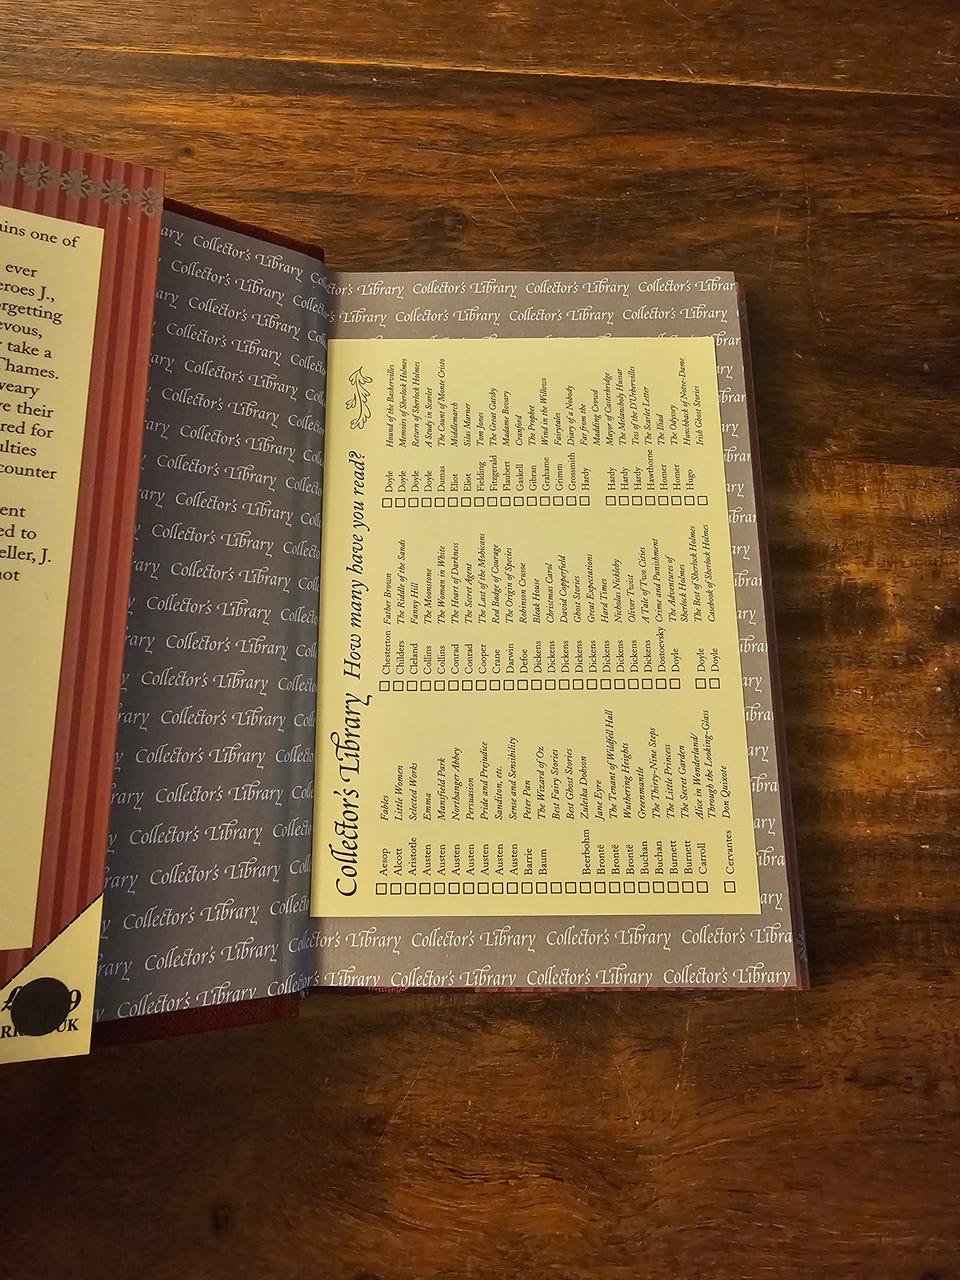 ains one of
ever
eroes J.,
orgetting
evous,
take a
Thames.
weary
ve their
red for
ulties
counter
ent
ed to
eller, J.
not
£ 9
UK
Collector's Library How many have you read?
Aesop Fables
Alcott Little Women
Aristotle Selected Works
Austen Emma
Austen Mansfield Park
Austen Northanger Abbey
Austen Persuasion
Austen Pride and Prejudice
Austen Sanditon, etc.
Austen Sense and Sensibility
Barrie Peter Pan
Baum The Wizard of Oz
Best Fairy Stories
Best Ghost Stories
Beerbohm Zuleika Dobson
Brontë Jane Eyre
Brontë The Tenant of Wildfell Hall
Brontë Wuthering Heights
Buchan Greenmantle
Buchan The Thirty-Nine Steps
Burnett The Little Princess
Burnett The Secret Garden
Carroll Alice in Wonderland/
Through the Looking-Glass
Cervantes Don Quixote
Chesterton Father Brown
Childers The Riddle of the Sands
Cleland Fanny Hill
Collins The Moonstone
Collins The Woman in White
Conrad The Heart of Darkness
Conrad The Secret Agent
Cooper The Last of the Mohicans
Crane Red Badge of Courage
Darwin The Origin of Species
Defoe Robinson Crusoe
Dickens Bleak House
Dickens Christmas Carol
Dickens David Copperfield
Dickens Ghost Stories
Dickens Great Expectations
Dickens Hard Times
Dickens Nicholas Nickleby
Dickens Oliver Twist
Dickens A Tale of Two Cities
Dostoevsky Crime and Punishment
Doyle The Adventures of
Sherlock Holmes
Doyle The Best of Sherlock Holmes
Doyle Casebook of Sherlock Holmes
Doyle Hound of the Baskervilles
Doyle Memoirs of Sherlock Holmes
Doyle Return of Sherlock Holmes
Doyle A Study in Scarlet
Dumas The Count of Monte Cristo
Eliot Middlemarch
Eliot Silas Marner
Fielding Tom Jones
Fitzgerald The Great Gatsby
Flaubert Madame Bovary
Gaskell Cranford
Gibran The Prophet
Grahame Wind in the Willows
Grimm Fairytales
Grossmith Diary of a Nobody
Hardy Far from the
Madding Crowd
Hardy Mayor of Casterbridge
Hardy The Melancholy Hussar
Hardy Tess of the D'Urbervilles
Hawthorne The Scarlet Letter
Homer The Iliad
Homer The Odyssey
Hugo Hunchback of Notre-Dame
Irish Ghost Stories
Collector's Library